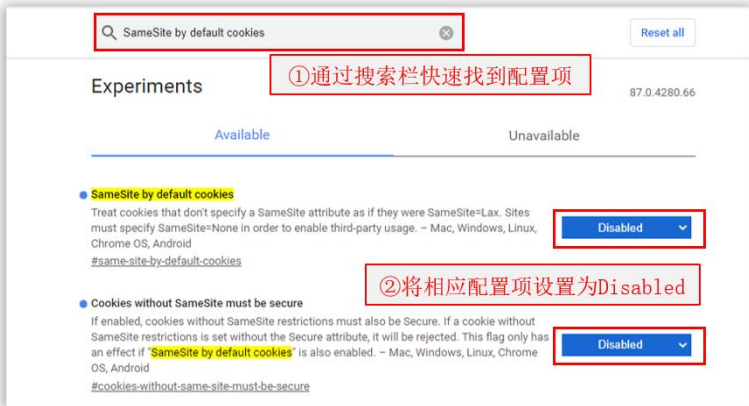 SameSite by default cookies
Reset all
①通过搜索栏快速找到配置项
Experiments
87.0.4280.66
Available
Unavailable
SameSite by default cookies
Treat cookies that don't specify a SameSite attribute as if they were SameSite=Lax. Sites
must specify SameSite=None in order to enable third-party usage. – Mac, Windows, Linux,
Chrome OS, Android
#same-site-by-default-cookies
Disabled
②将相应配置项设置为Disabled
Cookies without SameSite must be secure
If enabled, cookies without SameSite restrictions must also be Secure. If a cookie without
SameSite restrictions is set without the Secure attribute, it will be rejected. This flag only has
an effect if "SameSite by default cookies" is also enabled. – Mac, Windows, Linux, Chrome
OS, Android
#cookies-without-same-site-must-be-secure
Disabled